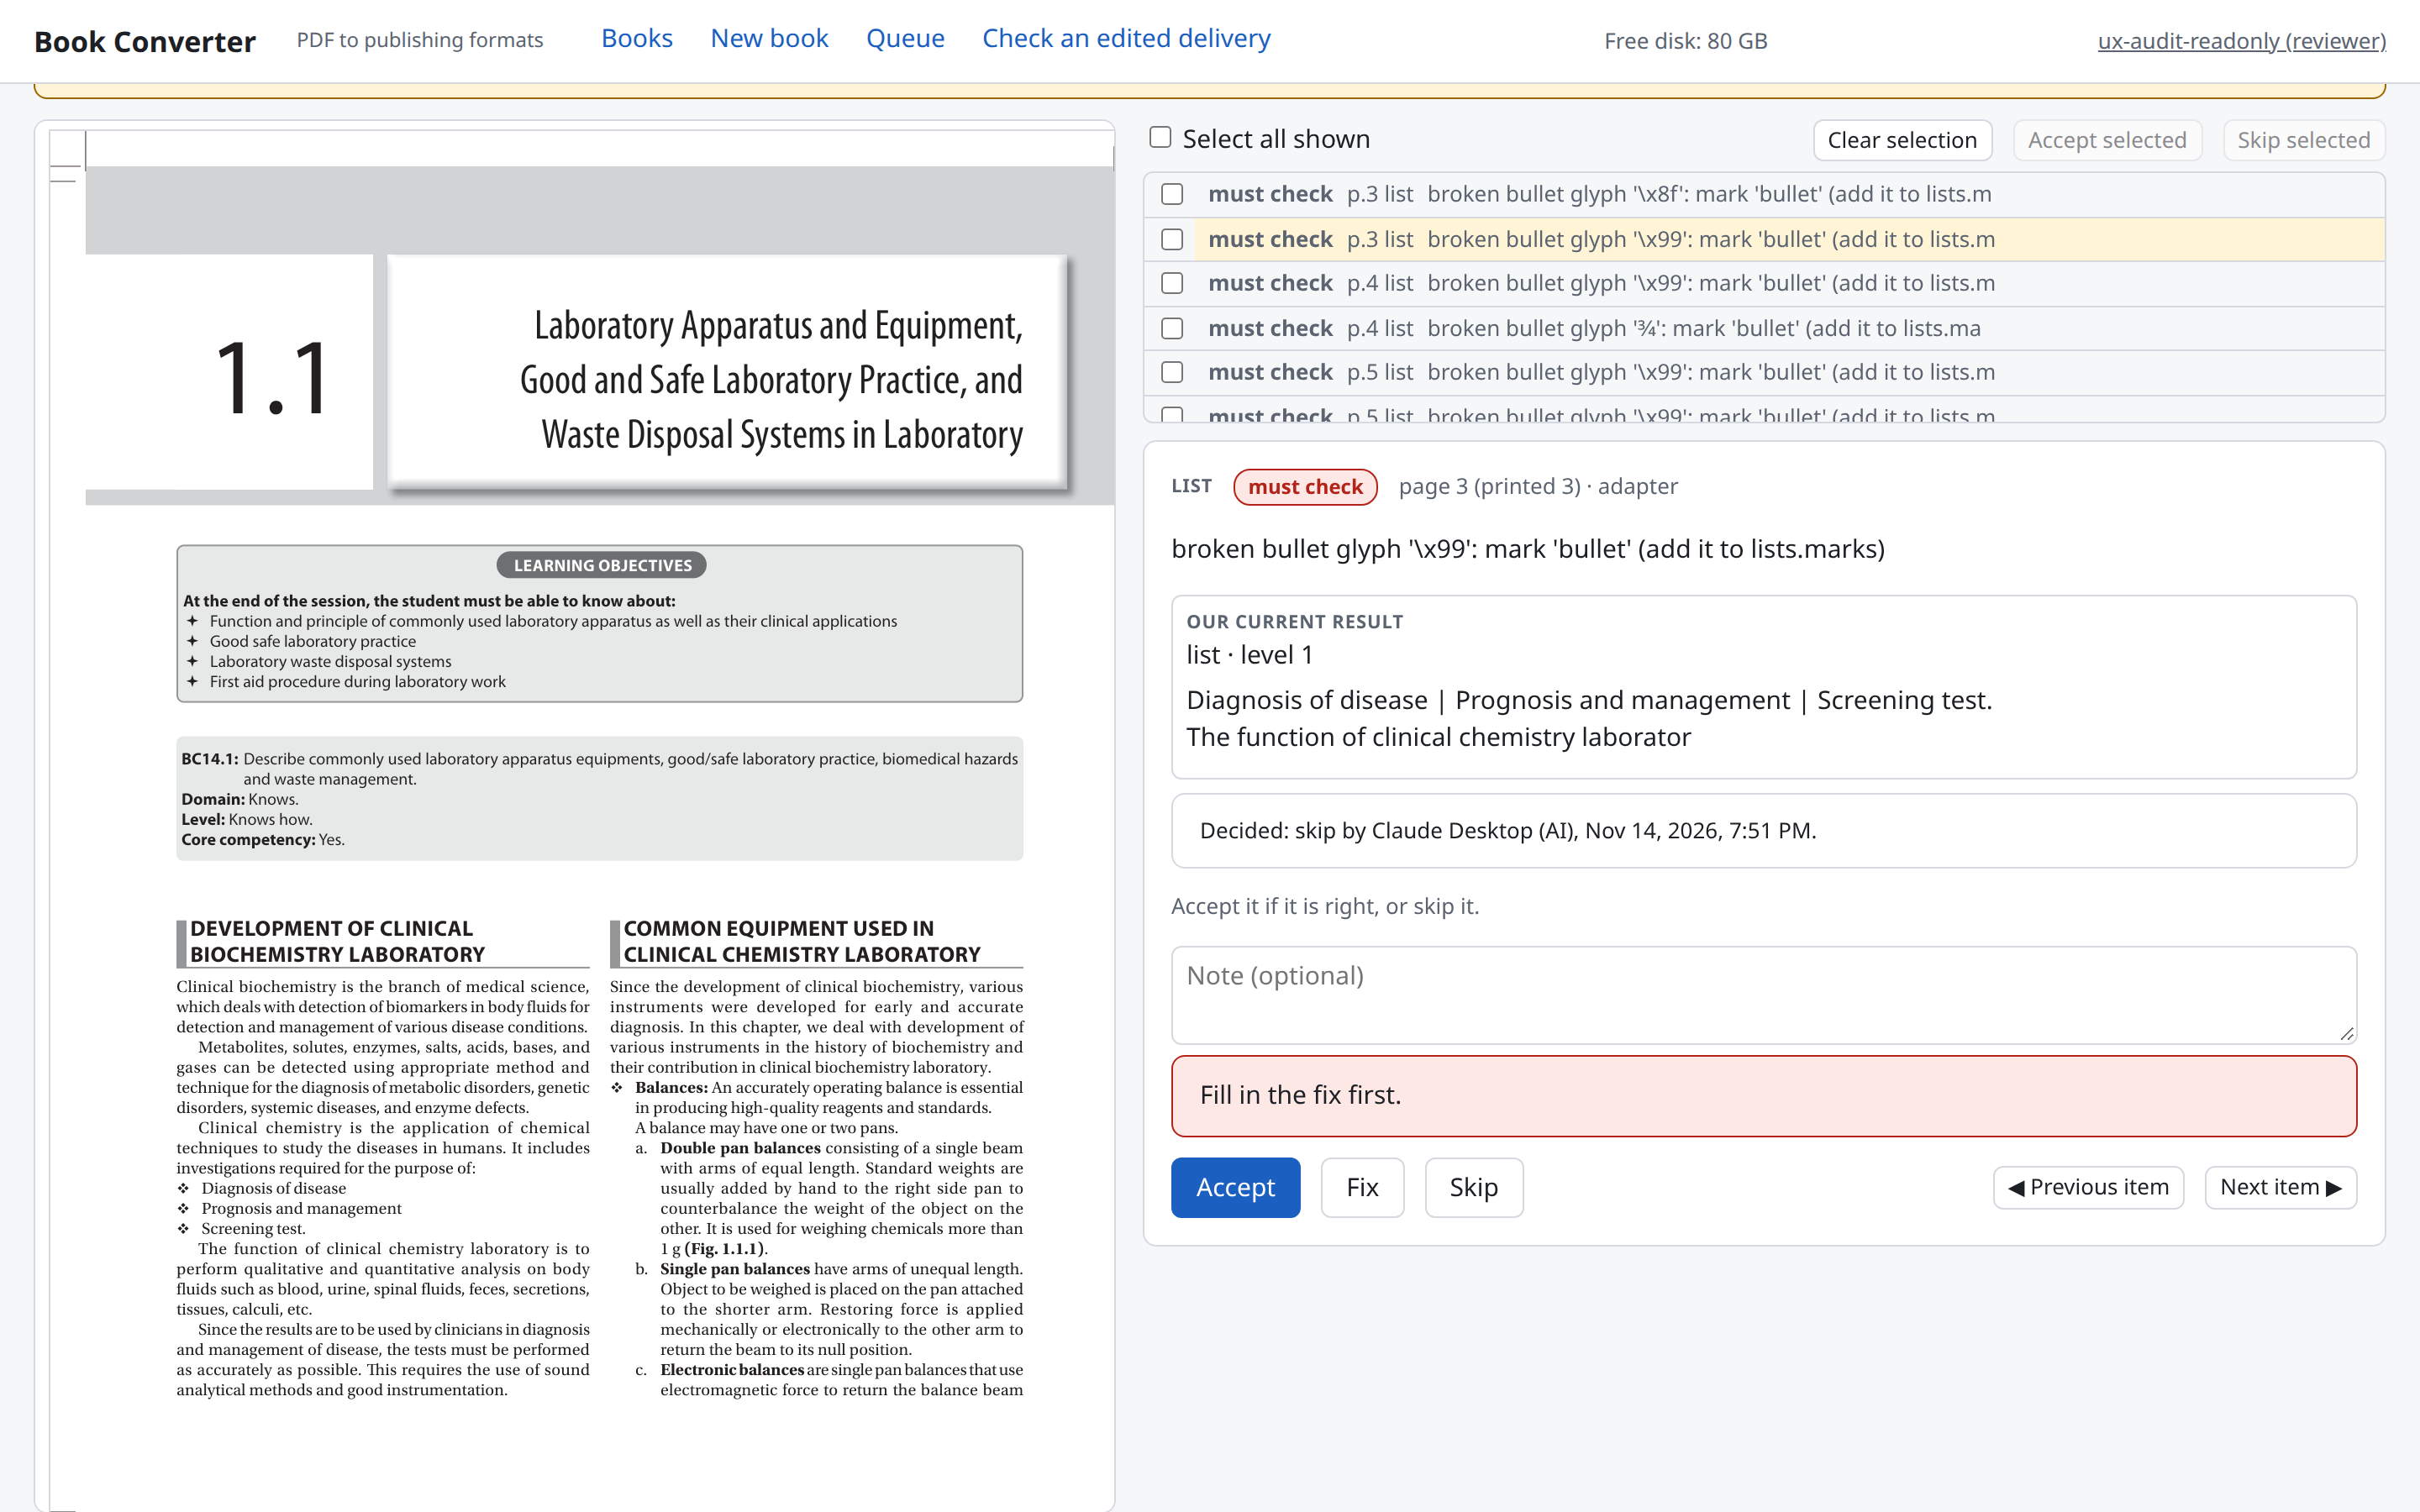 Book Converter
PDF to publishing formats
Books
New book
Queue
Check an edited delivery
Free disk: 80 GB
ux-audit-readonly (reviewer)
1.1
Laboratory Apparatus and Equipment,
Good and Safe Laboratory Practice, and
Waste Disposal Systems in Laboratory
LEARNING OBJECTIVES
At the end of the session, the student must be able to know about:
✦ Function and principle of commonly used laboratory apparatus as well as their clinical applications
✦ Good safe laboratory practice
✦ Laboratory waste disposal systems
✦ First aid procedure during laboratory work
BC14.1: Describe commonly used laboratory apparatus equipments, good/safe laboratory practice, biomedical hazards
and waste management.
Domain: Knows.
Level: Knows how.
Core competency: Yes.
DEVELOPMENT OF CLINICAL
BIOCHEMISTRY LABORATORY
Clinical biochemistry is the branch of medical science,
which deals with detection of biomarkers in body fluids for
detection and management of various disease conditions.
Metabolites, solutes, enzymes, salts, acids, bases, and
gases can be detected using appropriate method and
technique for the diagnosis of metabolic disorders, genetic
disorders, systemic diseases, and enzyme defects.
Clinical chemistry is the application of chemical
techniques to study the diseases in humans. It includes
investigations required for the purpose of:
❖ Diagnosis of disease
❖ Prognosis and management
❖ Screening test.
The function of clinical chemistry laboratory is to
perform qualitative and quantitative analysis on body
fluids such as blood, urine, spinal fluids, feces, secretions,
tissues, calculi, etc.
Since the results are to be used by clinicians in diagnosis
and management of disease, the tests must be performed
as accurately as possible. This requires the use of sound
analytical methods and good instrumentation.
COMMON EQUIPMENT USED IN
CLINICAL CHEMISTRY LABORATORY
Since the development of clinical biochemistry, various
instruments were developed for early and accurate
diagnosis. In this chapter, we deal with development of
various instruments in the history of biochemistry and
their contribution in clinical biochemistry laboratory.
❖ Balances: An accurately operating balance is essential
in producing high-quality reagents and standards.
A balance may have one or two pans.
a. Double pan balances consisting of a single beam
with arms of equal length. Standard weights are
usually added by hand to the right side pan to
counterbalance the weight of the object on the
other. It is used for weighing chemicals more than
1 g (Fig. 1.1.1).
b. Single pan balances have arms of unequal length.
Object to be weighed is placed on the pan attached
to the shorter arm. Restoring force is applied
mechanically or electronically to the other arm to
return the beam to its null position.
c. Electronic balances are single pan balances that use
electromagnetic force to return the balance beam
Select all shown
Clear selection
Accept selected
Skip selected
must check p.3 list broken bullet glyph '\x8f': mark 'bullet' (add it to lists.m
must check p.3 list broken bullet glyph '\x99': mark 'bullet' (add it to lists.m
must check p.4 list broken bullet glyph '\x99': mark 'bullet' (add it to lists.m
must check p.4 list broken bullet glyph '¾': mark 'bullet' (add it to lists.ma
must check p.5 list broken bullet glyph '\x99': mark 'bullet' (add it to lists.m
must check p.5 list broken bullet glyph '\x99': mark 'bullet' (add it to lists.m
LIST must check page 3 (printed 3) · adapter
broken bullet glyph '\x99': mark 'bullet' (add it to lists.marks)
OUR CURRENT RESULT
list · level 1
Diagnosis of disease | Prognosis and management | Screening test.
The function of clinical chemistry laborator
Decided: skip by Claude Desktop (AI), Nov 14, 2026, 7:51 PM.
Accept it if it is right, or skip it.
Note (optional)
Fill in the fix first.
Accept
Fix
Skip
◀ Previous item
Next item ▶